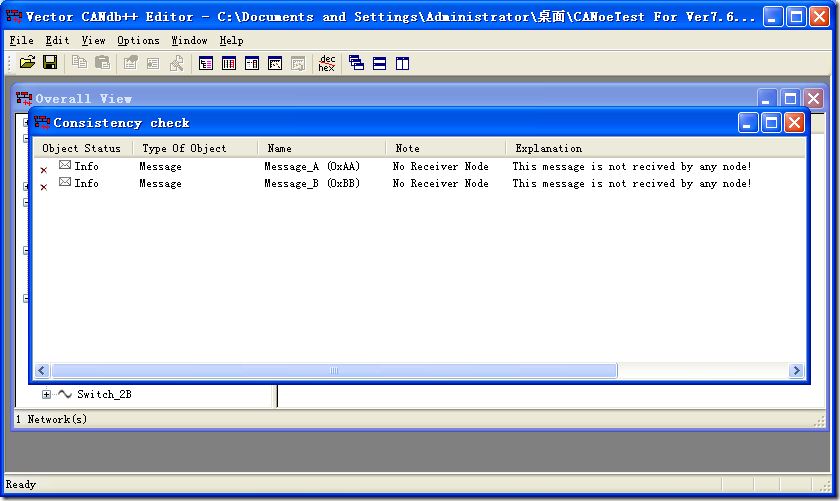 Vector CANdb++ Editor - C:\Documents and Settings\Administrator\桌面\CANoeTest For Ver7.6...
File Edit View Options Window Help
dec
hex
Overall View
Consistency check
Object Status Type Of Object Name Note Explanation
Info Message Message_A (0xAA) No Receiver Node This message is not recived by any node!
Info Message Message_B (0xBB) No Receiver Node This message is not recived by any node!
Switch_2B
1 Network(s)
Ready